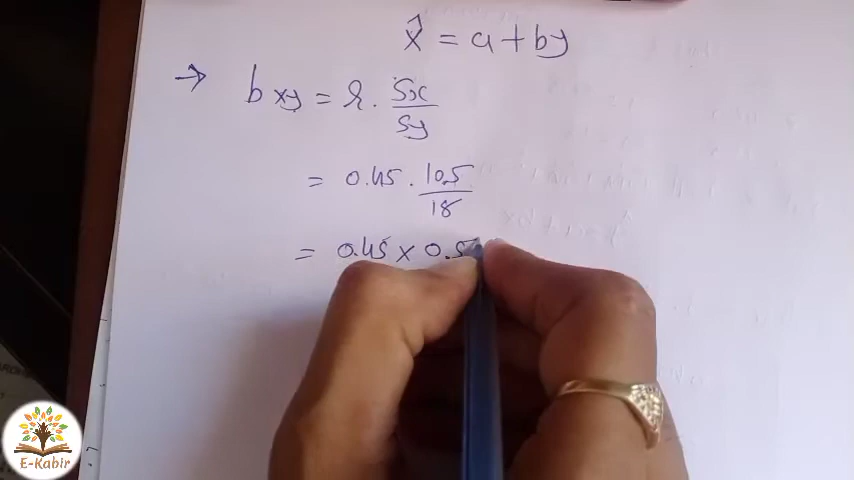 x̂ = a + by
→ bxy = r . Sx/Sy
= 0.45 . 10.5/18
= 0.45 × 0.5
E-Kabir